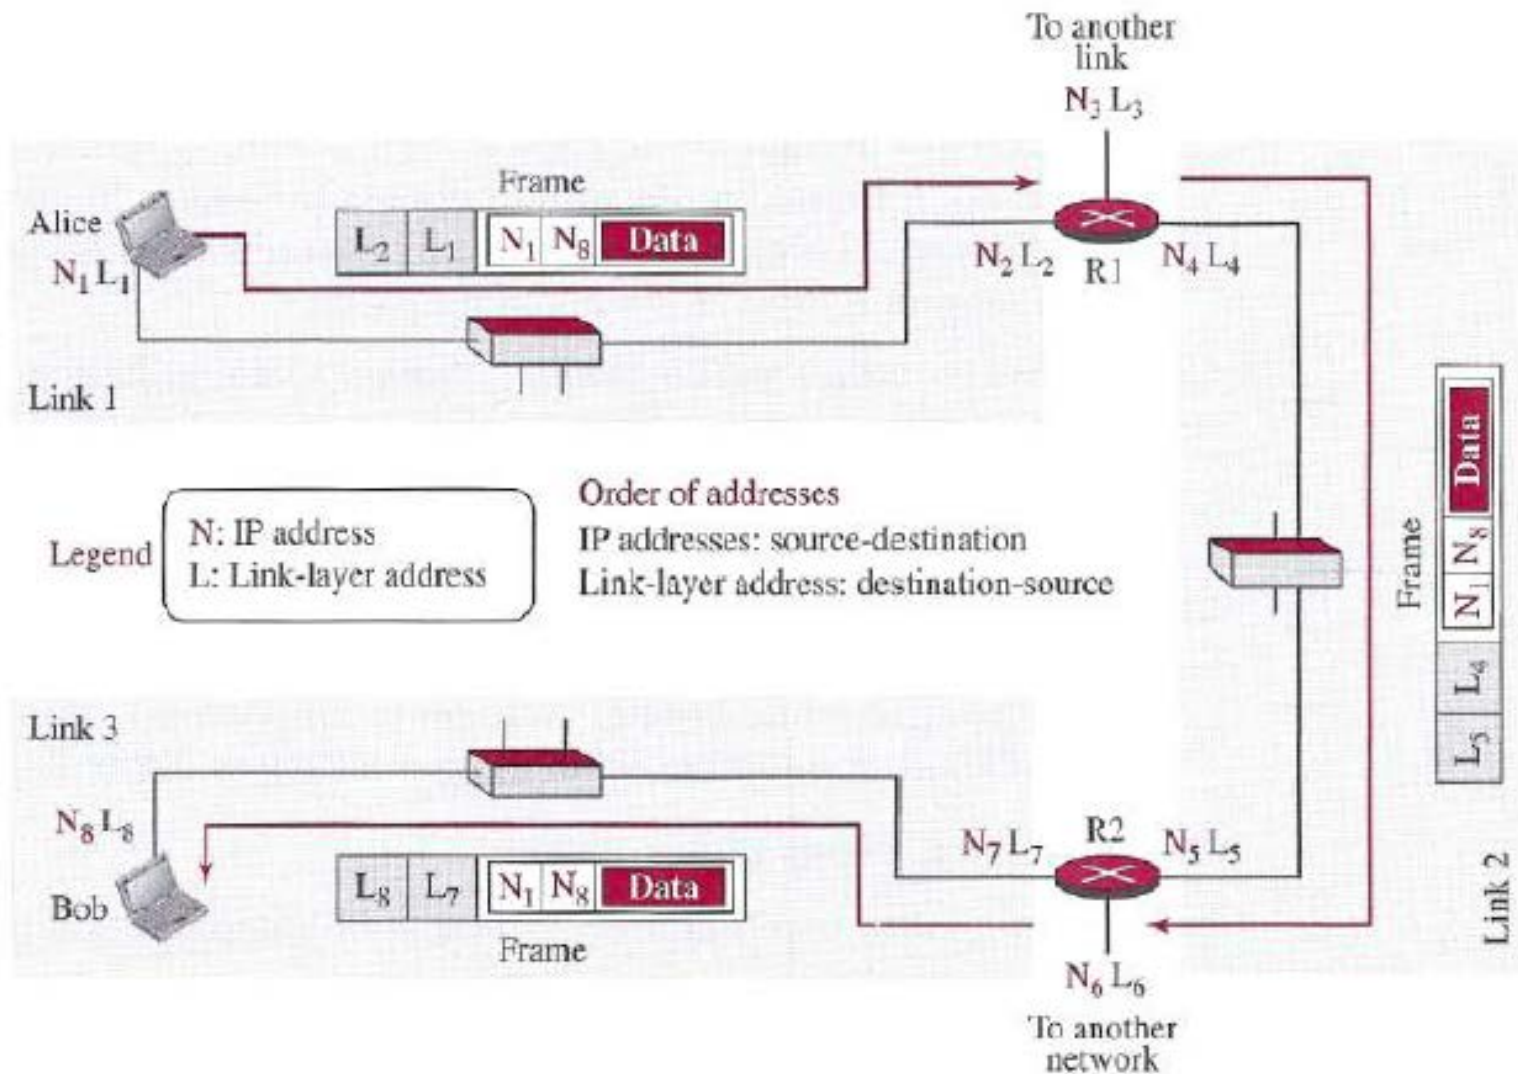 To another
link
N3 L3
Frame
Alice
L2 L1 N1 N8 Data
N1 L1
N2 L2
R1
N4 L4
Link 1
Legend
N: IP address
L: Link-layer address
Order of addresses
IP addresses: source-destination
Link-layer address: destination-source
Frame
L5 L4 N1 N8 Data
Link 2
Link 3
N8 L8
Bob
L8 L7 N1 N8 Data
Frame
N7 L7
R2
N5 L5
N6 L6
To another
network